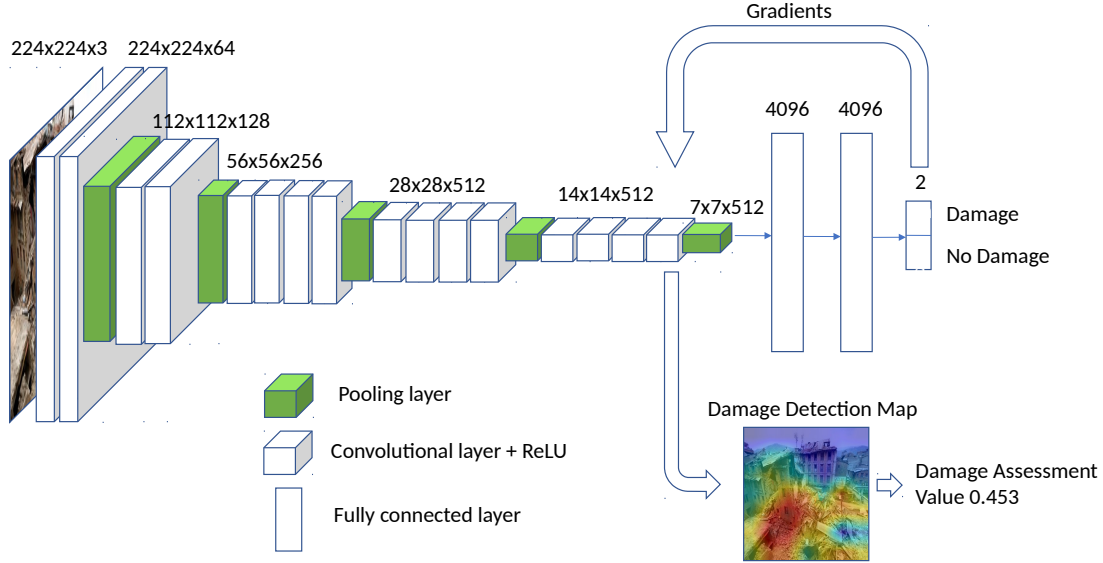 Gradients
224x224x3
224x224x64
112x112x128
56x56x256
28x28x512
14x14x512
7x7x512
4096
4096
2
Damage
No Damage
Pooling layer
Convolutional layer + ReLU
Fully connected layer
Damage Detection Map
Damage Assessment
Value 0.453